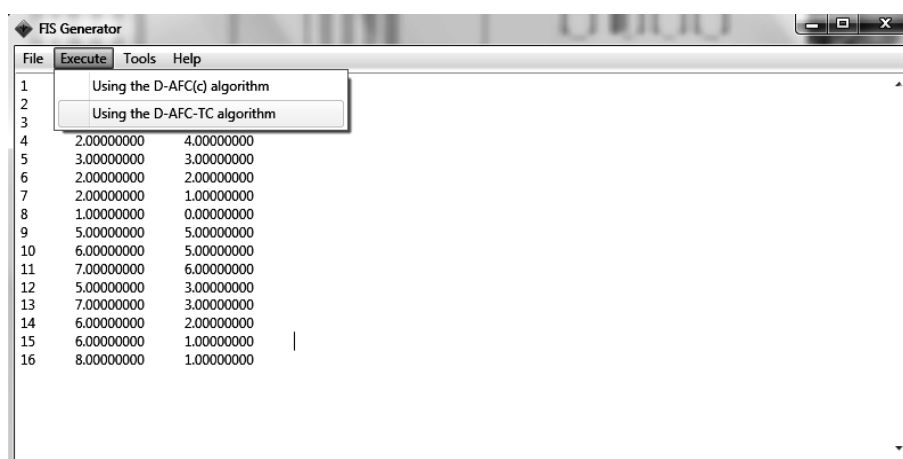 FIS Generator
File Execute Tools Help
Using the D-AFC(c) algorithm
Using the D-AFC-TC algorithm
1
2
3
4 2.00000000 4.00000000
5 3.00000000 3.00000000
6 2.00000000 2.00000000
7 2.00000000 1.00000000
8 1.00000000 0.00000000
9 5.00000000 5.00000000
10 6.00000000 5.00000000
11 7.00000000 6.00000000
12 5.00000000 3.00000000
13 7.00000000 3.00000000
14 6.00000000 2.00000000
15 6.00000000 1.00000000
16 8.00000000 1.00000000